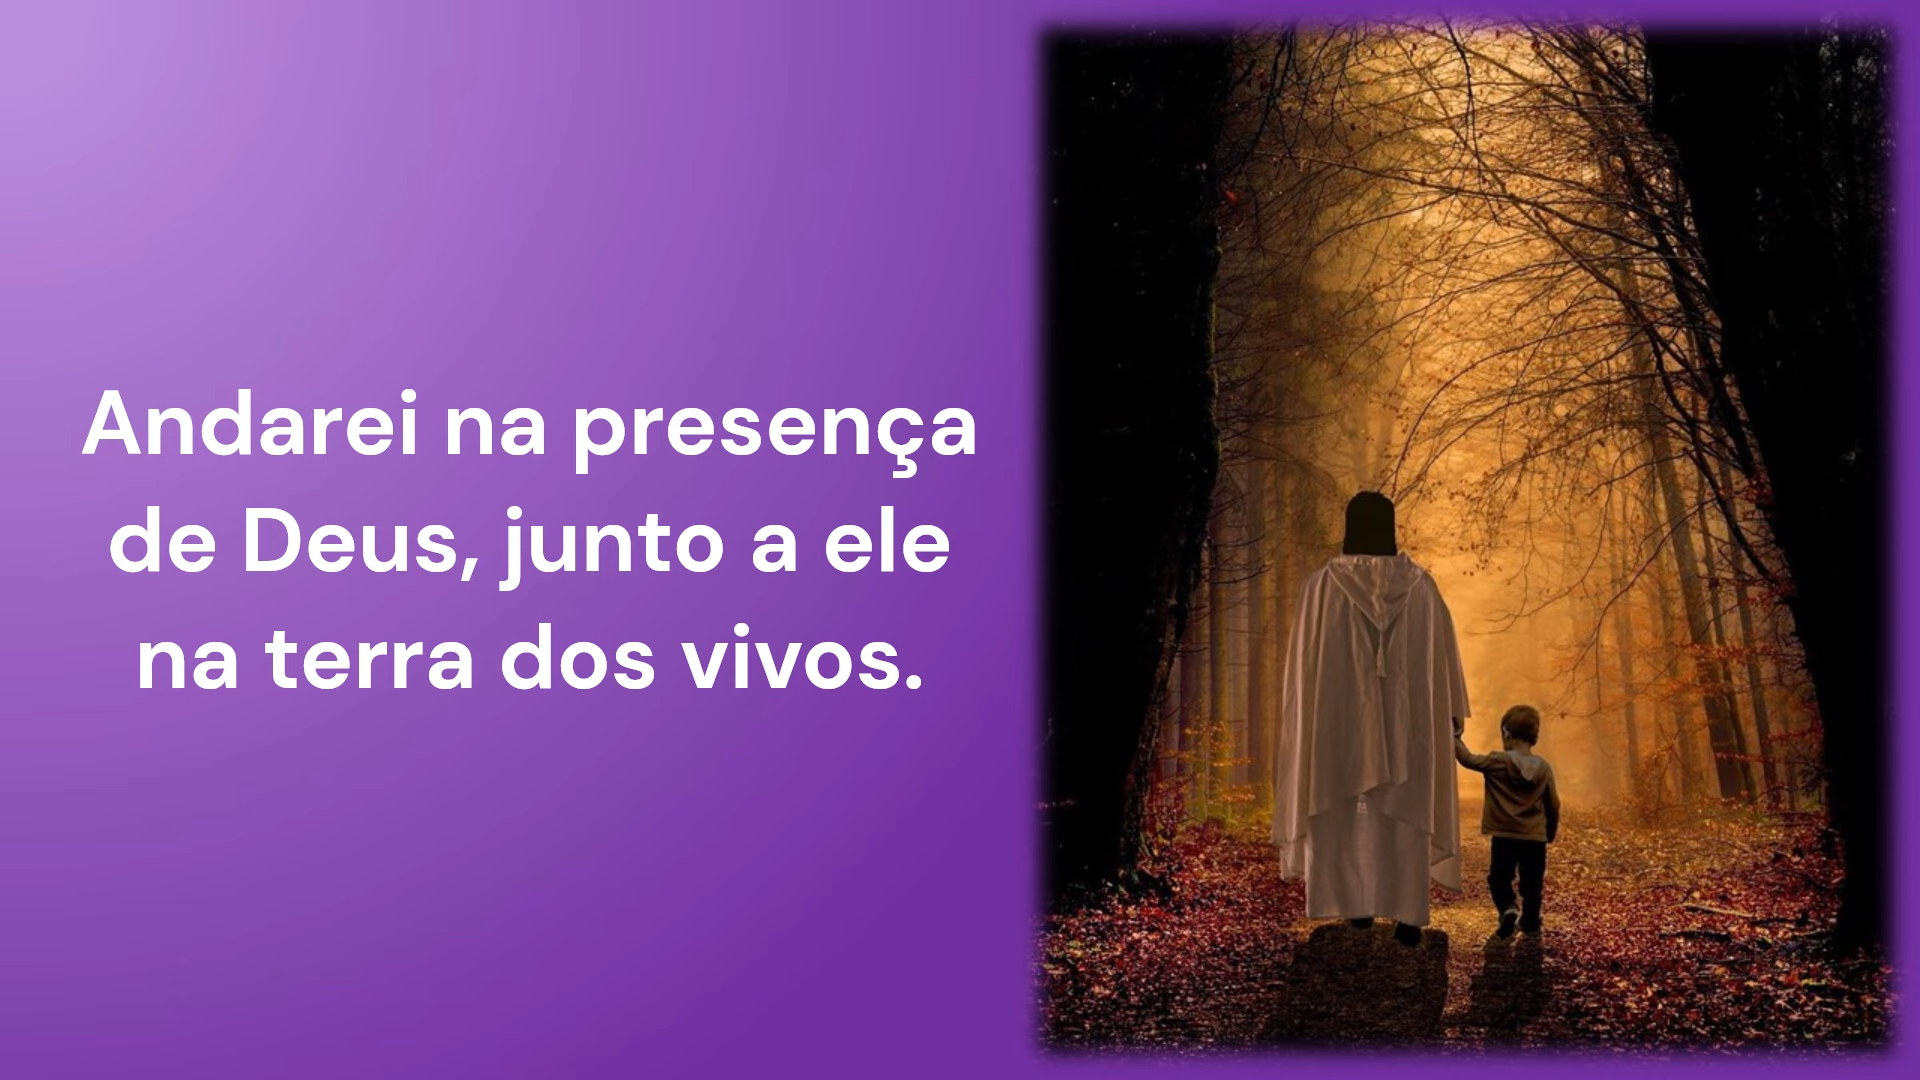 Andarei na presença
de Deus, junto a ele
na terra dos vivos.